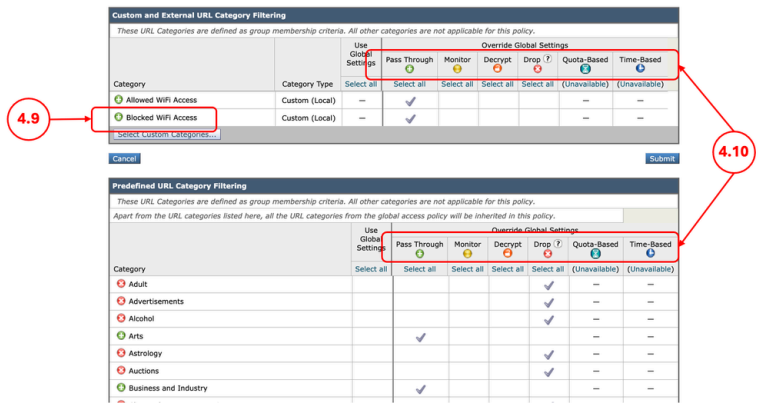 Custom and External URL Category Filtering
These URL Categories are defined as group membership criteria. All other categories are not applicable for this policy.
Use Global Settings
Override Global Settings
Pass Through Monitor Decrypt Drop ? Quota-Based Time-Based
Category Category Type Select all Select all Select all Select all Select all (Unavailable) (Unavailable)
Allowed WiFi Access Custom (Local) — — —
4.9
Blocked WiFi Access Custom (Local) — — —
Select Custom Categories...
4.10
Cancel Submit
Predefined URL Category Filtering
These URL Categories are defined as group membership criteria. All other categories are not applicable for this policy.
Apart from the URL categories listed here, all the URL categories from the global access policy will be inherited in this policy.
Use Global Settings
Override Global Settings
Pass Through Monitor Decrypt Drop ? Quota-Based Time-Based
Category Select all Select all Select all Select all Select all (Unavailable) (Unavailable)
Adult — —
Advertisements — —
Alcohol — —
Arts — —
Astrology — —
Auctions — —
Business and Industry — —